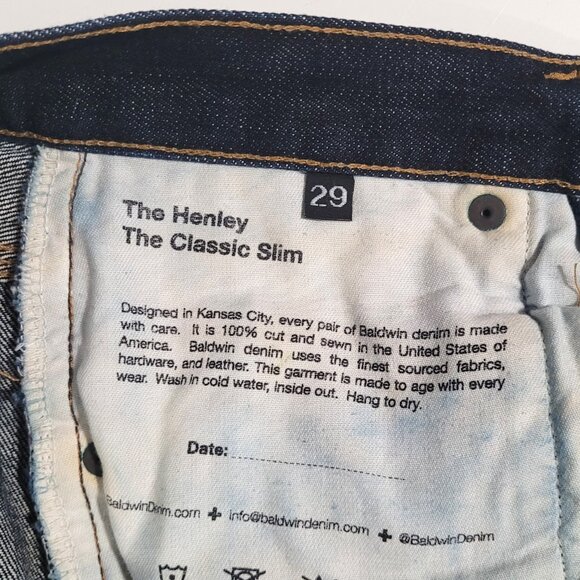 29
The Henley
The Classic Slim
Designed in Kansas City, every pair of Baldwin denim is made
with care. It is 100% cut and sewn in the United States of
America. Baldwin denim uses the finest sourced fabrics,
hardware, and leather. This garment is made to age with every
wear. Wash in cold water, inside out. Hang to dry.
Date:
BaldwinDenim.com + info@baldwindenim.com + @BaldwinDenim